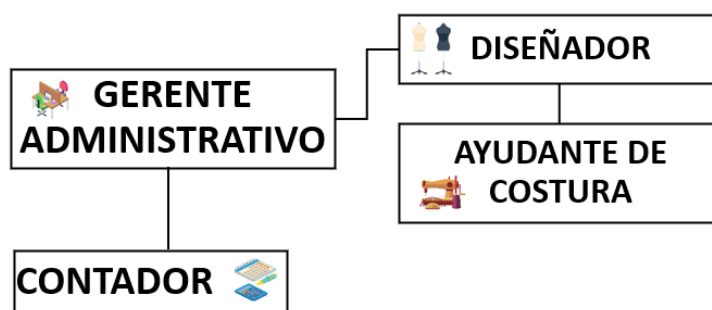 DISEÑADOR
GERENTE
ADMINISTRATIVO
AYUDANTE DE
COSTURA
CONTADOR